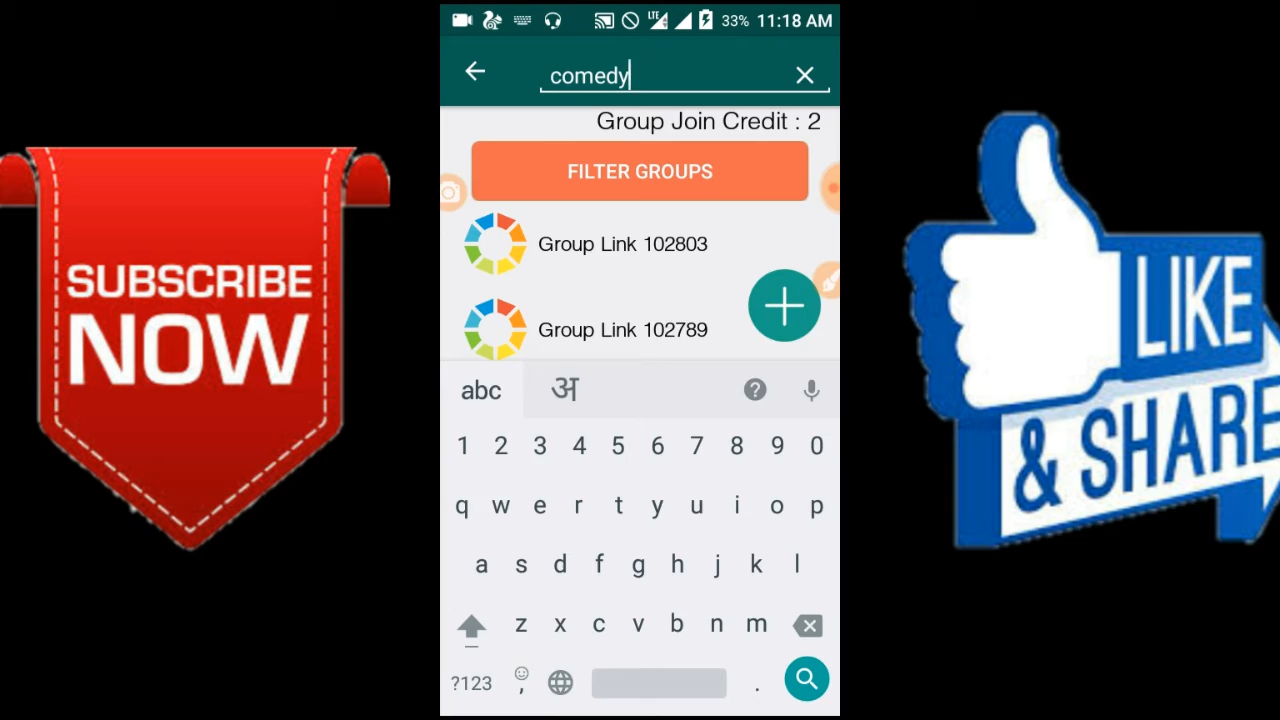 SUBSCRIBE
NOW
LTE 33% 11:18 AM
comedy
Group Join Credit : 2
FILTER GROUPS
Group Link 102803
Group Link 102789
abc अ
1 2 3 4 5 6 7 8 9 0
q w e r t y u i o p
a s d f g h j k l
z x c v b n m
?123 , .
LIKE
& SHARE